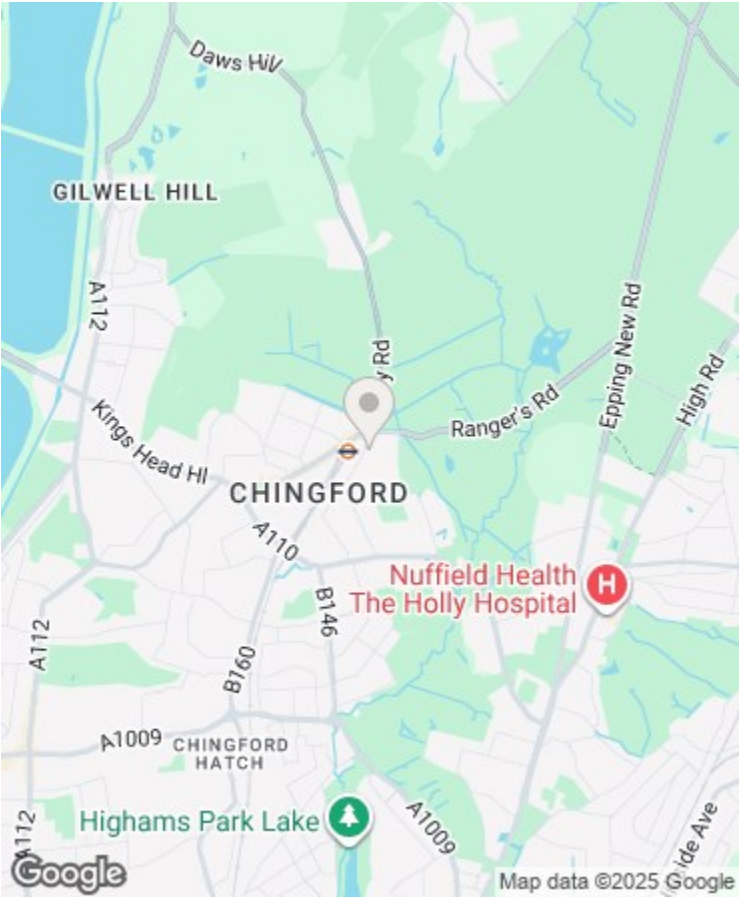 Daws Hill
GILWELL HILL
A112
Epping New Rd
High Rd
Ranger's Rd
Kings Head Hl
CHINGFORD
A110
Nuffield Health
The Holly Hospital
B146
A112
B160
A1009
CHINGFORD
HATCH
Highams Park Lake
A1009
A112
Google
Map data ©2025 Google